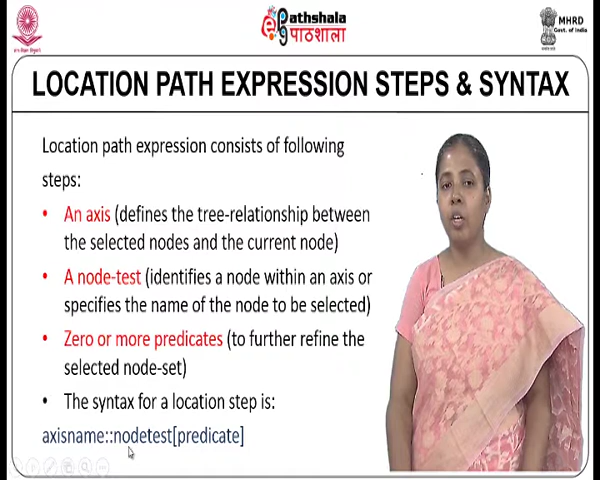 ePathshala
पाठशाला
MHRD
Govt. of India
LOCATION PATH EXPRESSION STEPS & SYNTAX
Location path expression consists of following
steps:
• An axis (defines the tree-relationship between
the selected nodes and the current node)
• A node-test (identifies a node within an axis or
specifies the name of the node to be selected)
• Zero or more predicates (to further refine the
selected node-set)
• The syntax for a location step is:
axisname::nodetest[predicate]